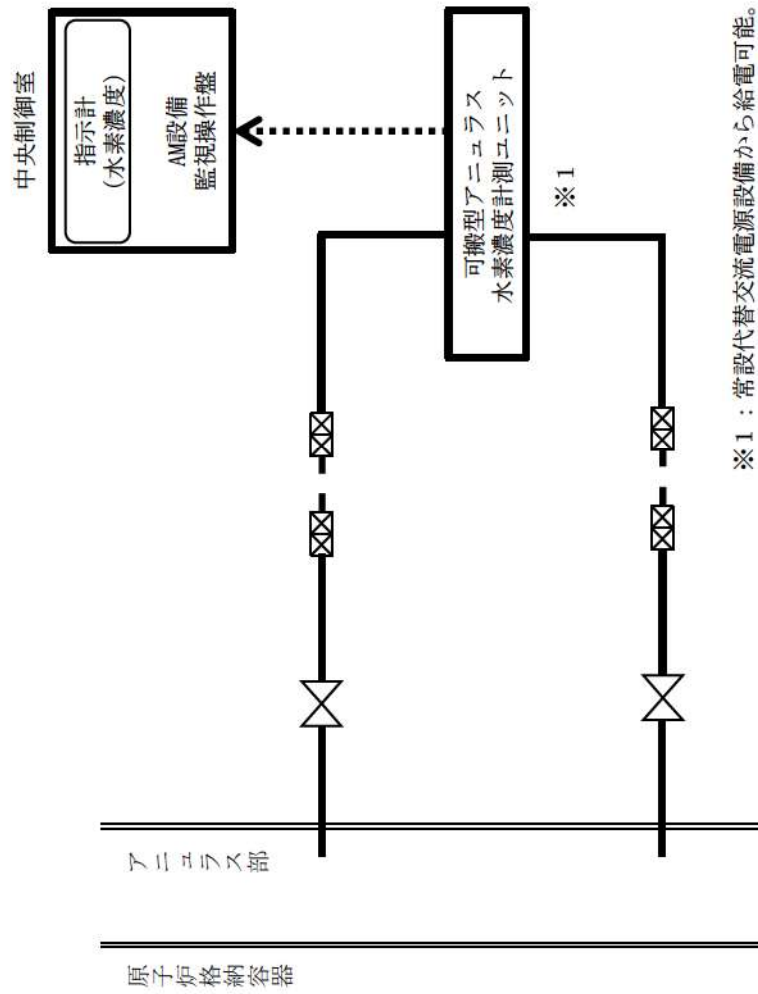 中央制御室
指示計
(水素濃度)
AM設備
監視操作盤
可搬型アニュラス
水素濃度計測ユニット
※1
アニュラス部
原子炉格納容器
※1：常設代替交流電源設備から給電可能。